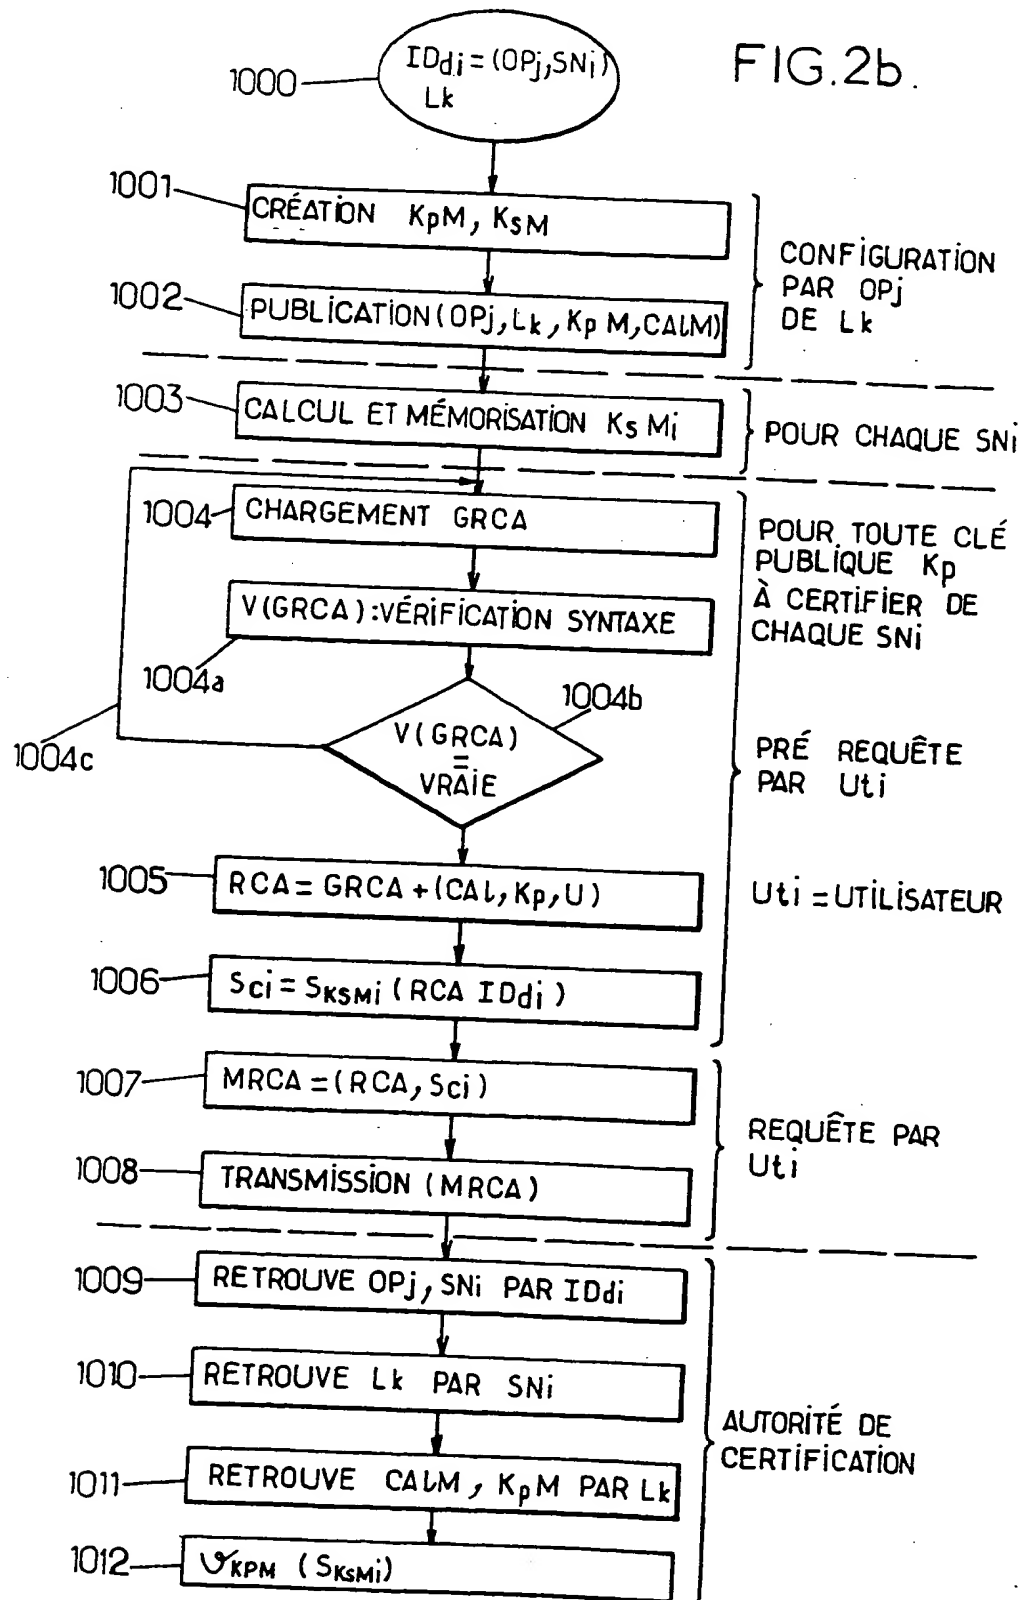 FIG.2b.
1000
IDdi = (OPj,SNi)
Lk
1001
CRÉATION KpM, KsM
1002
PUBLICATION(OPj,Lk,KpM,CALM)
CONFIGURATION
PAR OPj
DE Lk
1003
CALCUL ET MÉMORISATION KsMi
POUR CHAQUE SNi
1004
CHARGEMENT GRCA
V(GRCA):VÉRIFICATION SYNTAXE
1004a
1004b
V(GRCA)
=
VRAIE
1004c
POUR TOUTE CLÉ
PUBLIQUE Kp
À CERTIFIER DE
CHAQUE SNi
PRÉ REQUÊTE
PAR Uti
1005
RCA = GRCA + (CAL, Kp, U)
Uti = UTILISATEUR
1006
Sci = SKSMi (RCA IDdi)
1007
MRCA = (RCA, Sci)
1008
TRANSMISSION (MRCA)
REQUÊTE PAR
Uti
1009
RETROUVE OPj, SNi PAR IDdi
1010
RETROUVE Lk PAR SNi
1011
RETROUVE CALM, KpM PAR Lk
AUTORITÉ DE
CERTIFICATION
1012
𝒱KPM (SKsMi)